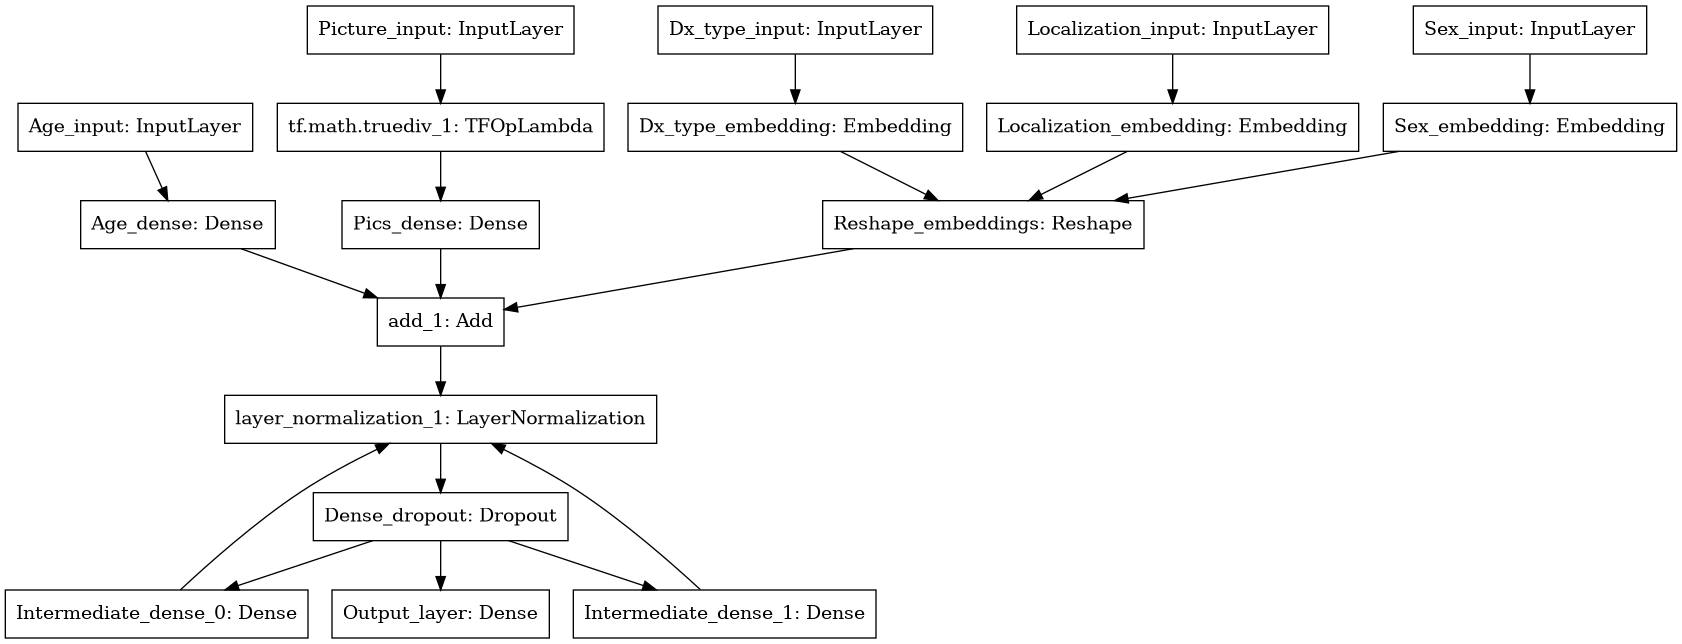 Picture_input: InputLayer
Dx_type_input: InputLayer
Localization_input: InputLayer
Sex_input: InputLayer
Age_input: InputLayer
tf.math.truediv_1: TFOpLambda
Dx_type_embedding: Embedding
Localization_embedding: Embedding
Sex_embedding: Embedding
Age_dense: Dense
Pics_dense: Dense
Reshape_embeddings: Reshape
add_1: Add
layer_normalization_1: LayerNormalization
Dense_dropout: Dropout
Intermediate_dense_0: Dense
Output_layer: Dense
Intermediate_dense_1: Dense